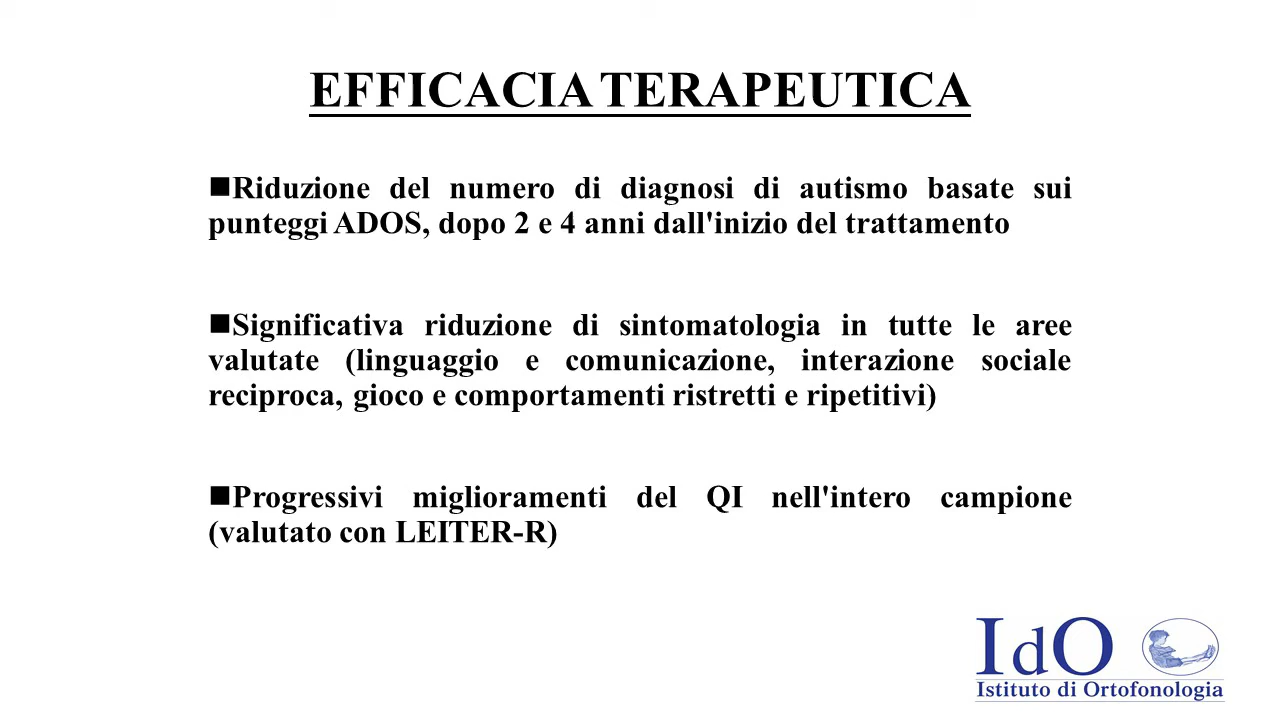 EFFICACIA TERAPEUTICA
■Riduzione del numero di diagnosi di autismo basate sui
punteggi ADOS, dopo 2 e 4 anni dall'inizio del trattamento
■Significativa riduzione di sintomatologia in tutte le aree
valutate (linguaggio e comunicazione, interazione sociale
reciproca, gioco e comportamenti ristretti e ripetitivi)
■Progressivi miglioramenti del QI nell'intero campione
(valutato con LEITER-R)
IdO
Istituto di Ortofonologia